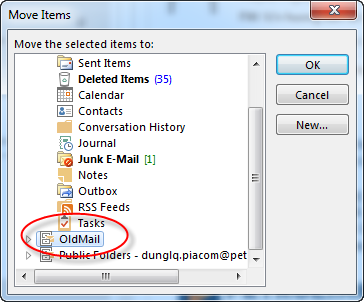 Move Items
Move the selected items to:
Sent Items
Deleted Items (35)
Calendar
Contacts
Conversation History
Journal
Junk E-Mail [1]
Notes
Outbox
RSS Feeds
Tasks
OldMail
Public Folders - dunglq.piacom@pet
OK
Cancel
New...